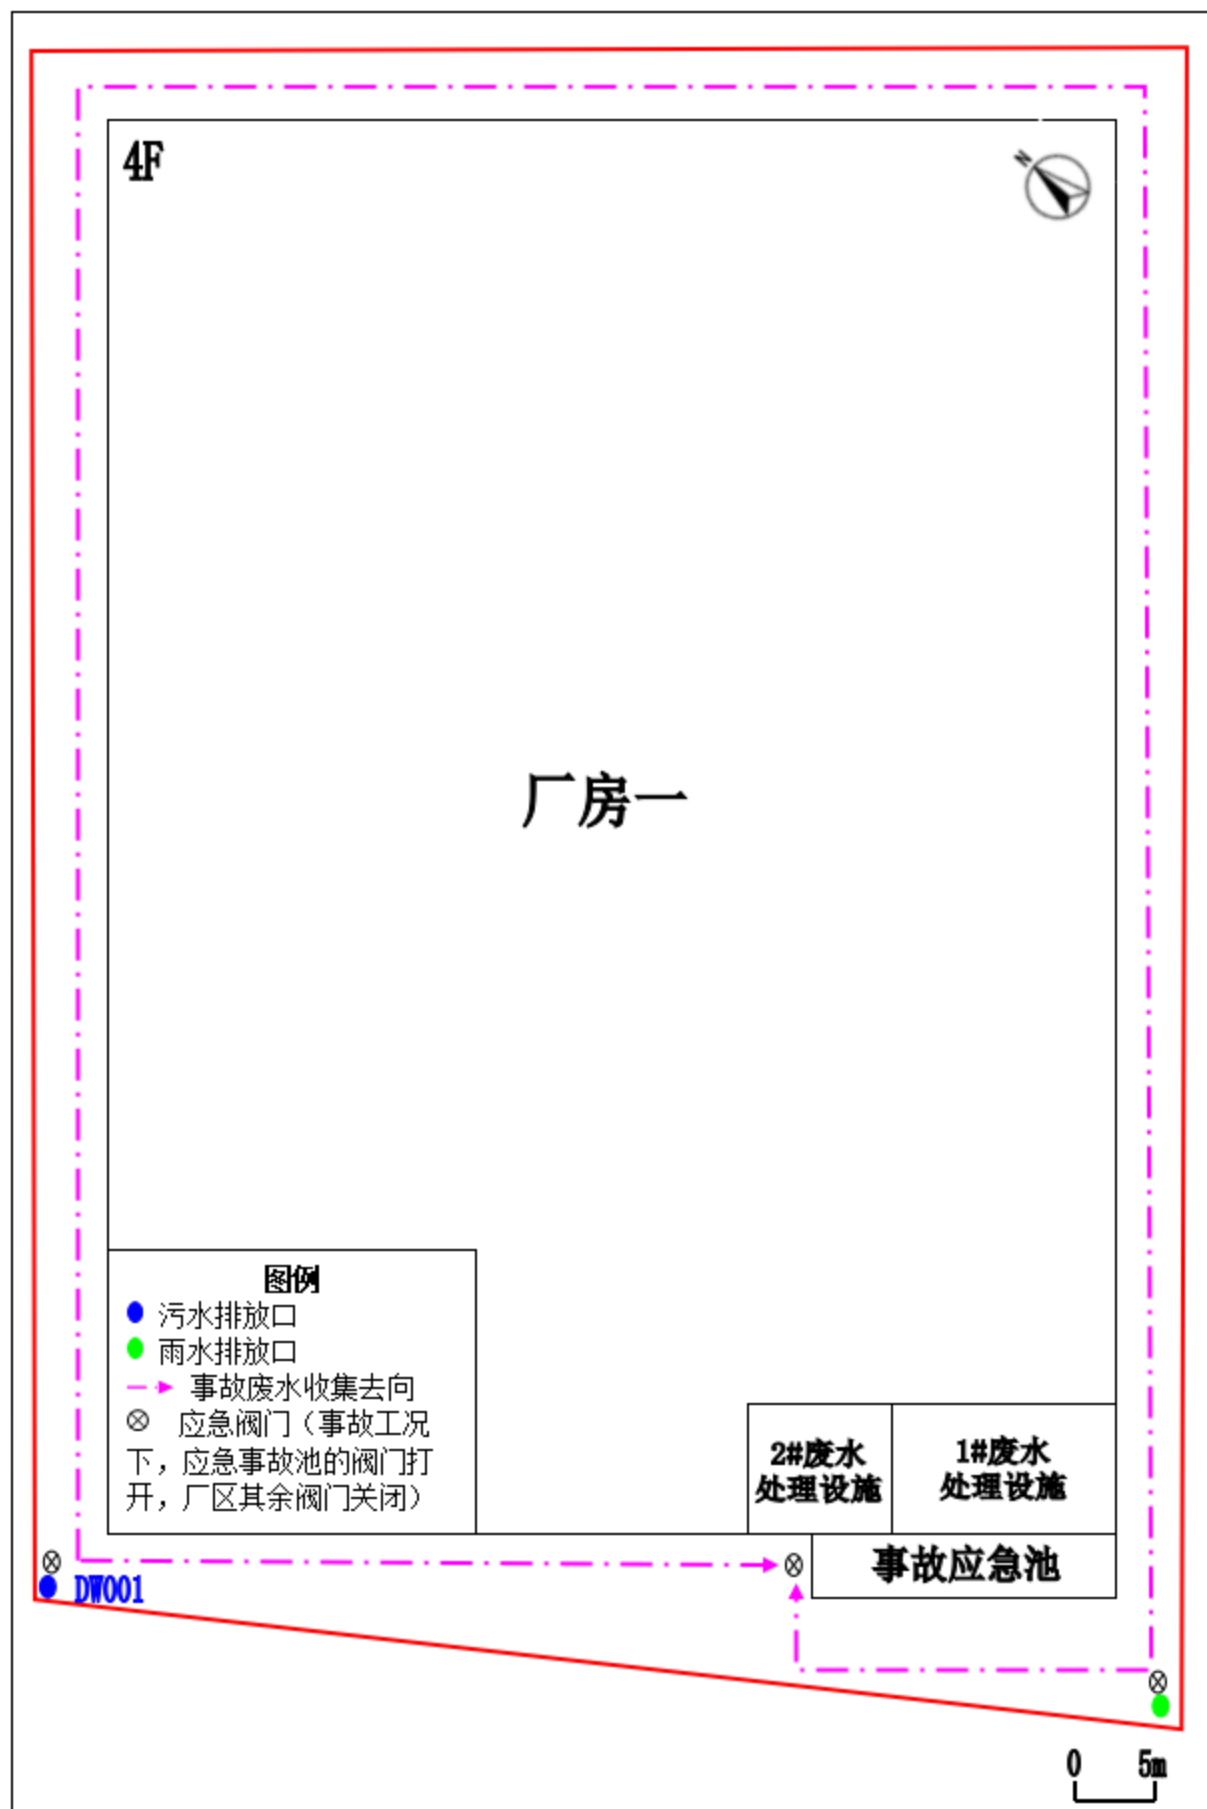 4F
N
厂房一
图例
污水排放口
雨水排放口
事故废水收集去向
应急阀门（事故工况
下，应急事故池的阀门打
开，厂区其余阀门关闭）
2#废水
处理设施
1#废水
处理设施
事故应急池
DW001
0 5m